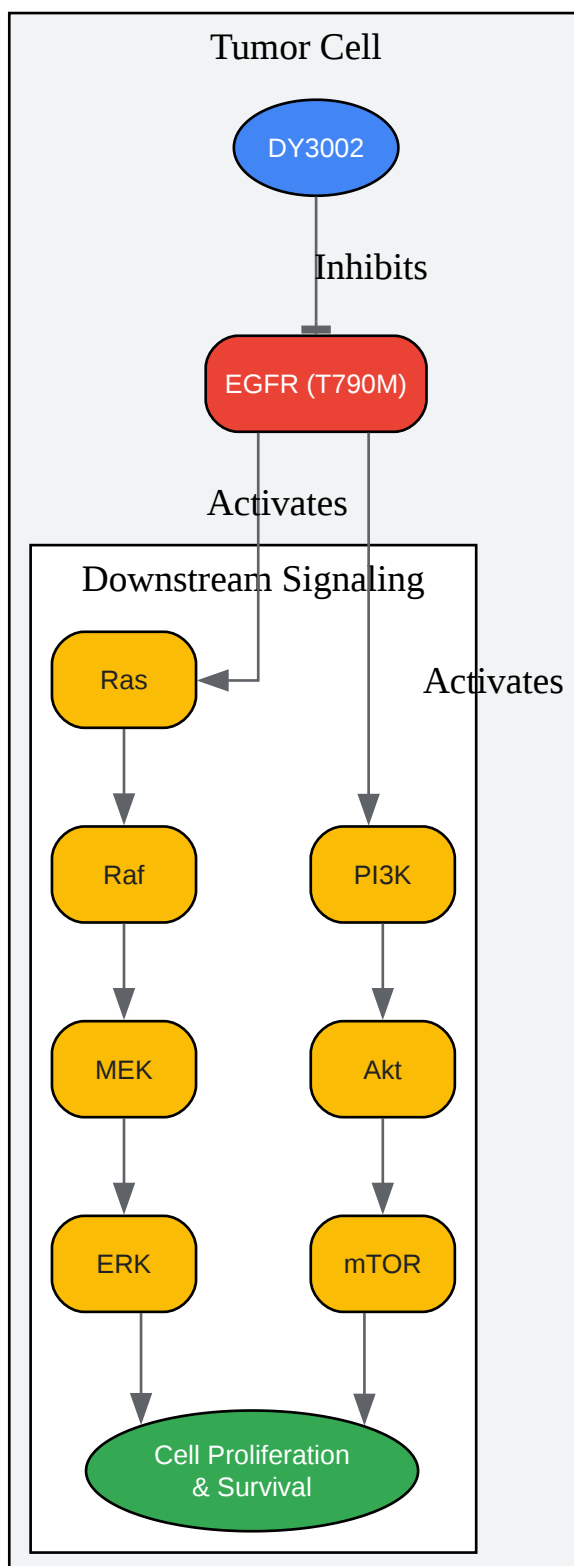 Tumor Cell
DY3002
Inhibits
EGFR (T790M)
Activates
Downstream Signaling
Ras
Activates
Raf
PI3K
MEK
Akt
ERK
mTOR
Cell Proliferation
& Survival